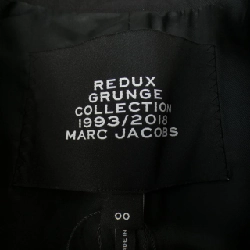 REDUX
GRUNGE
COLLECTION
1993/2018
MARC JACOBS
00